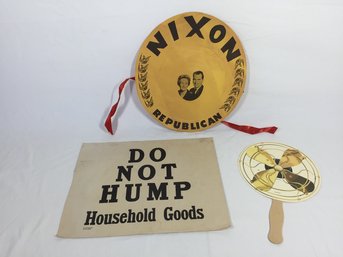 NIXON
REPUBLICAN
DO
NOT
HUMP
Household Goods